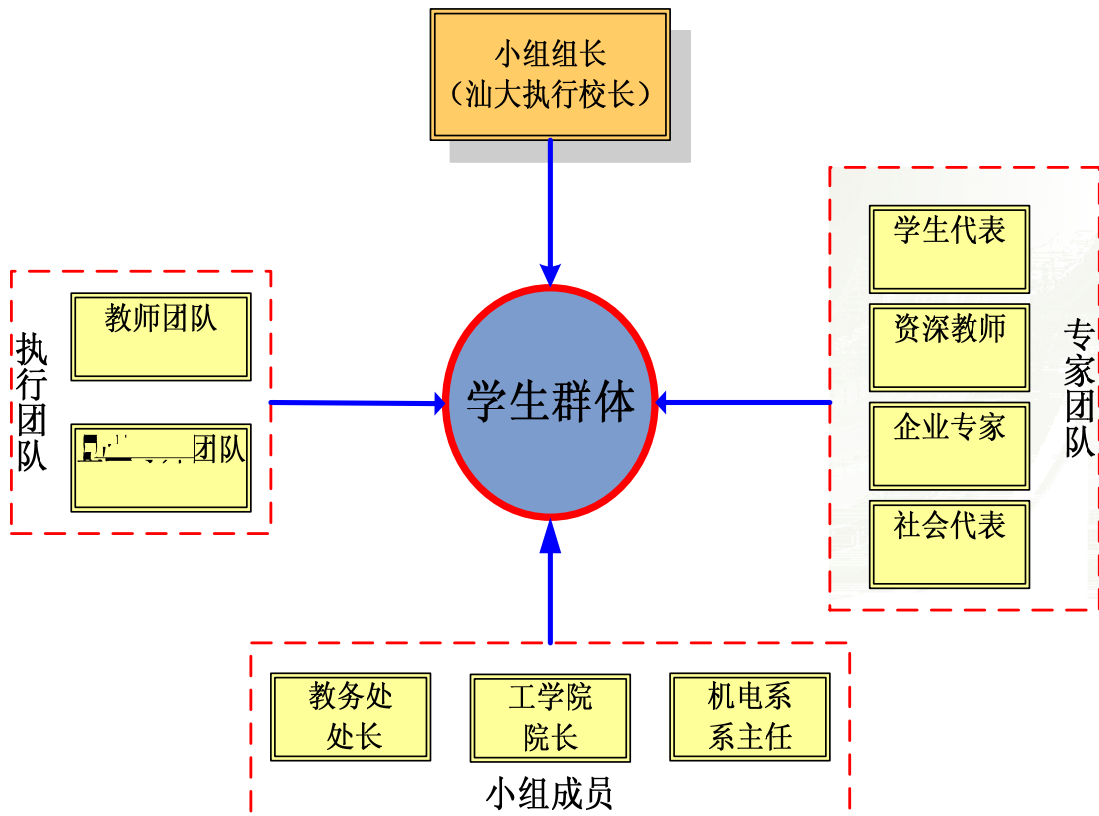 小组组长
（汕大执行校长）
学生代表
资深教师
企业专家
社会代表
专家团队
执行团队
教师团队
团队
学生群体
教务处
处长
工学院
院长
机电系
系主任
小组成员